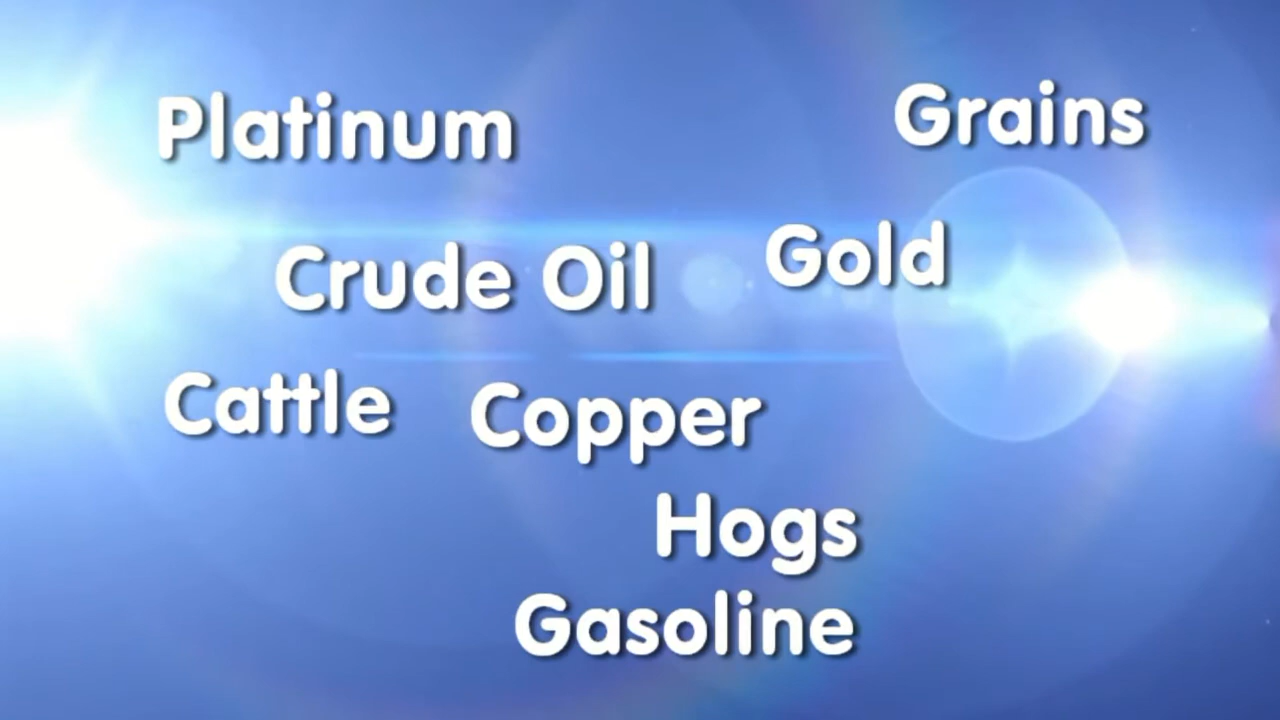 Platinum
Grains
Crude Oil
Gold
Cattle
Copper
Hogs
Gasoline